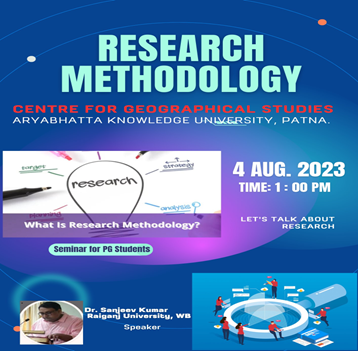 RESEARCH
METHODOLOGY
CENTRE FOR GEOGRAPHICAL STUDIES
ARYABHATTA KNOWLEDGE UNIVERSITY, PATNA.
target
strategy
research
planning
analysis
What Is Research Methodology?
4 AUG. 2023
TIME: 1 : 00 PM
LET'S TALK ABOUT
RESEARCH
Seminar for PG Students
Dr. Sanjeev Kumar
Raiganj University, WB
Speaker